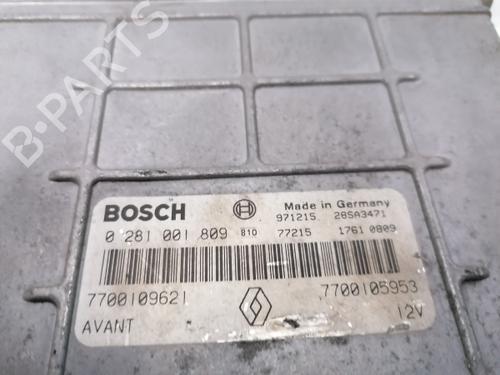 B-PARTS
BOSCH Made in Germany
971215. 28SA3471
0 281 001 809 810 77215 1761 0809
7700109621 7700105953
AVANT 12V